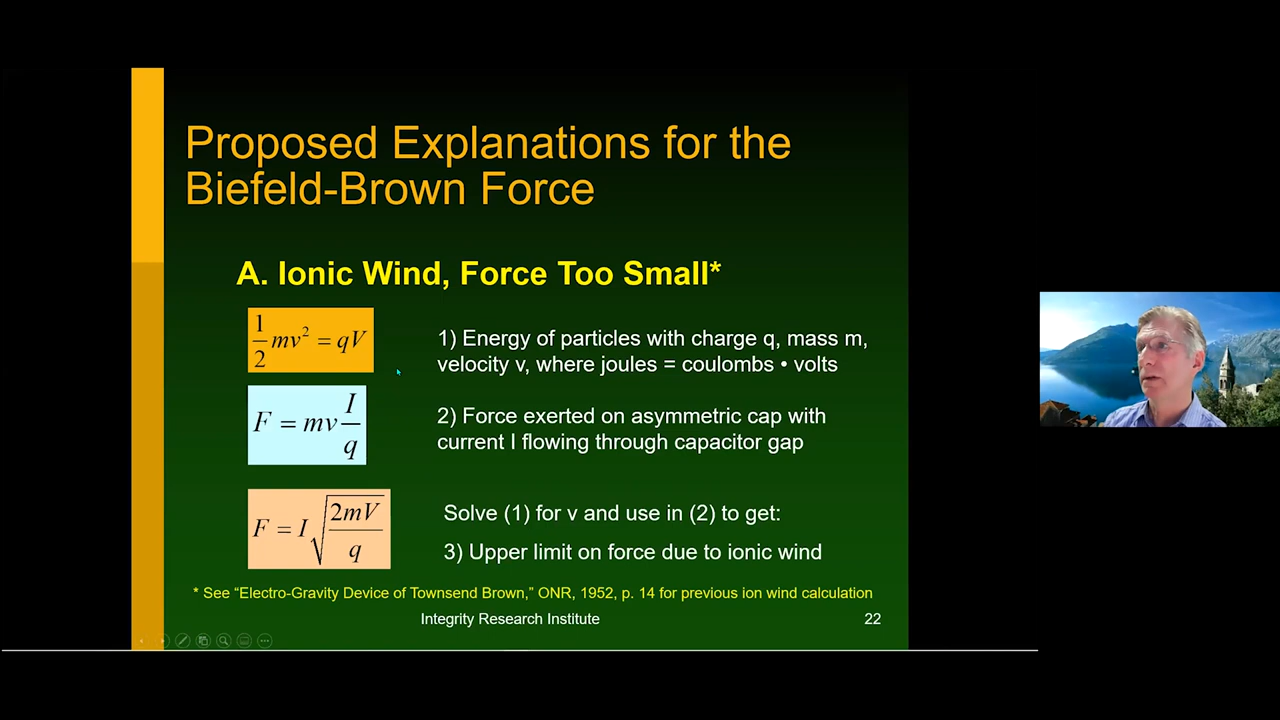 Proposed Explanations for the
Biefeld-Brown Force
A. Ionic Wind, Force Too Small*
1/2 mv² = qV
1) Energy of particles with charge q, mass m,
velocity v, where joules = coulombs • volts
F = mv I/q
2) Force exerted on asymmetric cap with
current I flowing through capacitor gap
F = I√(2mV/q)
Solve (1) for v and use in (2) to get:
3) Upper limit on force due to ionic wind
* See “Electro-Gravity Device of Townsend Brown,” ONR, 1952, p. 14 for previous ion wind calculation
Integrity Research Institute
22